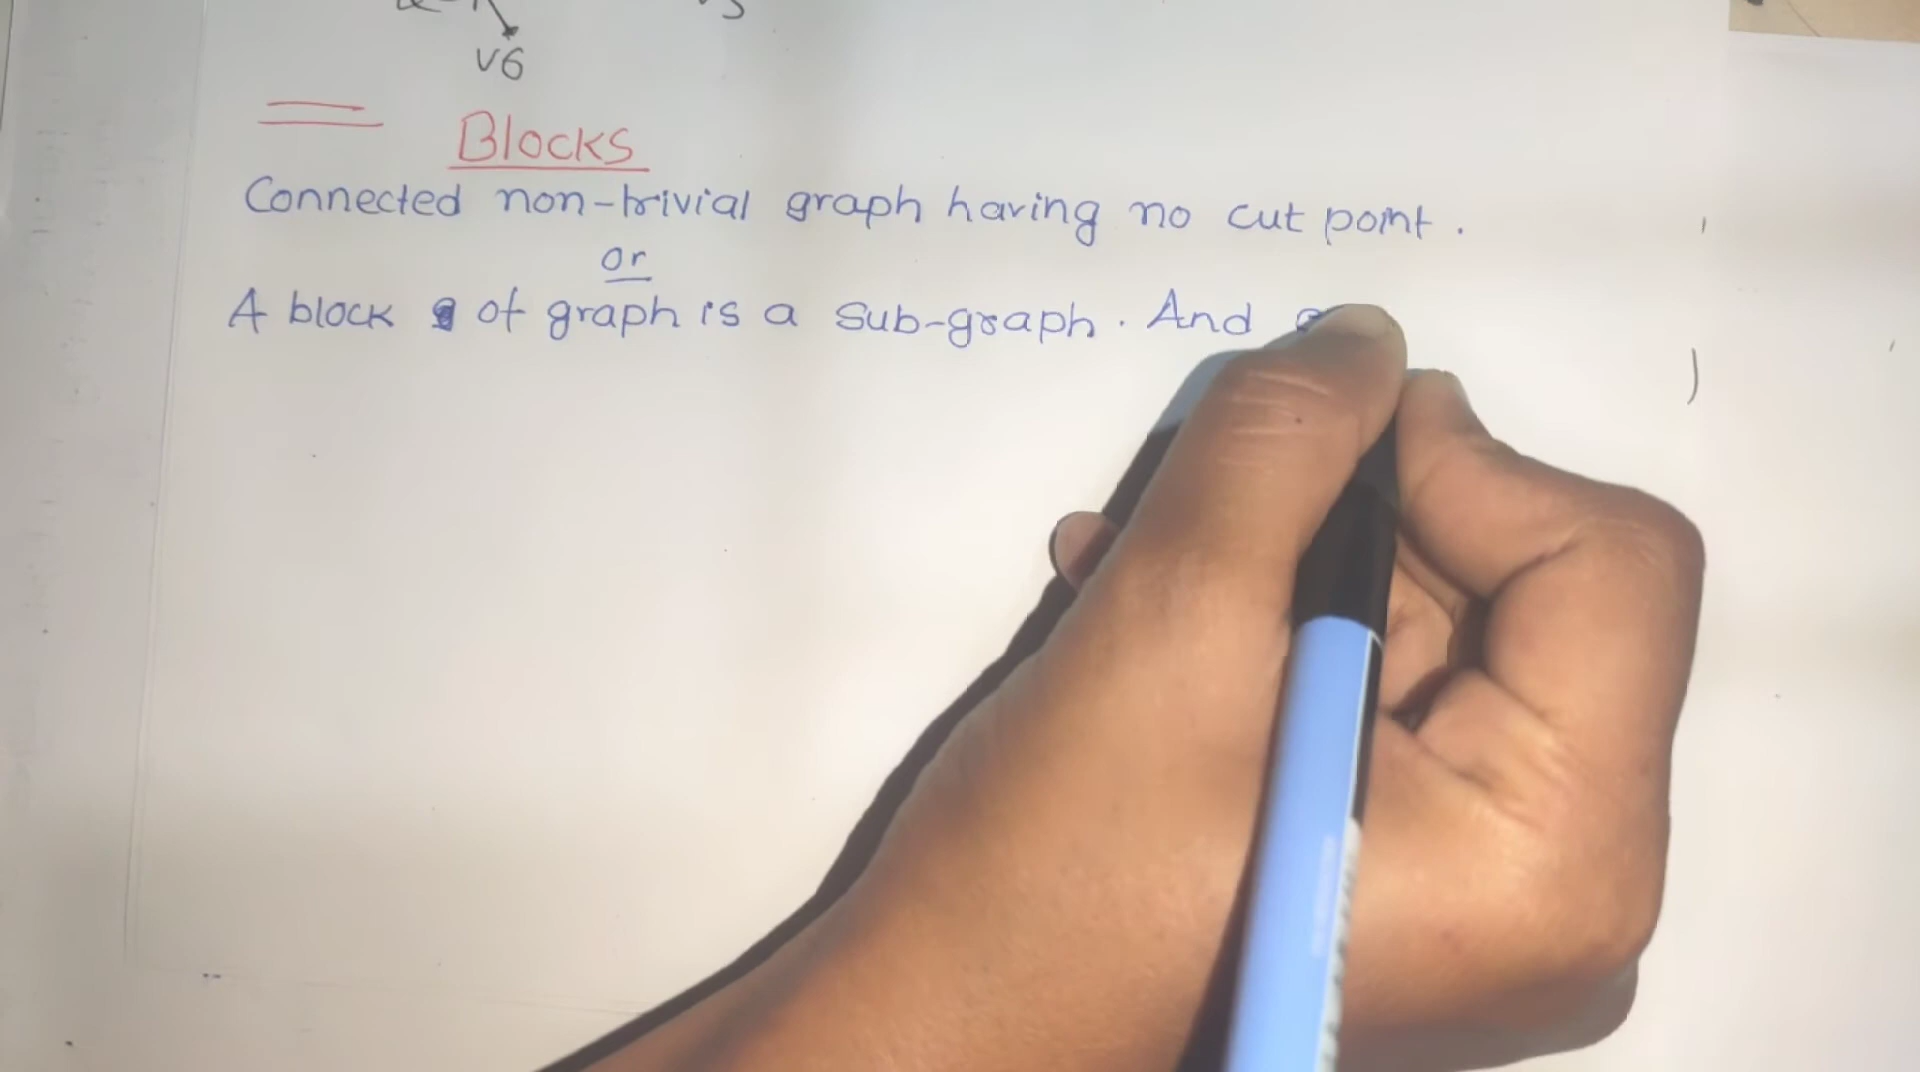 v6
Blocks
Connected non-trivial graph having no cut point.
or
A block of graph is a sub-graph. And